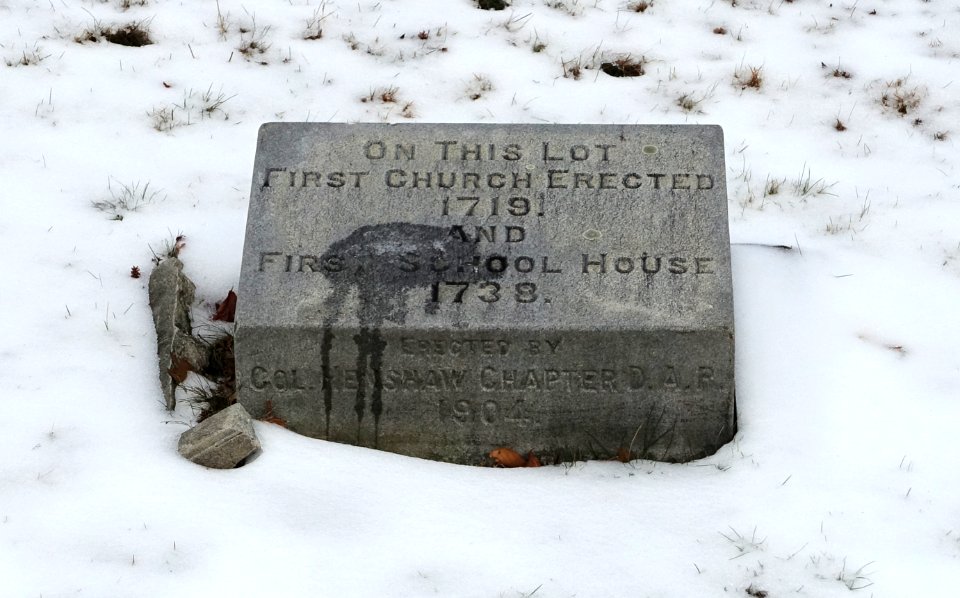 On This Lot
First Church Erected
1719.
And
First School House
1738.
Erected by
Col. Henshaw Chapter D. A. R.
1904.